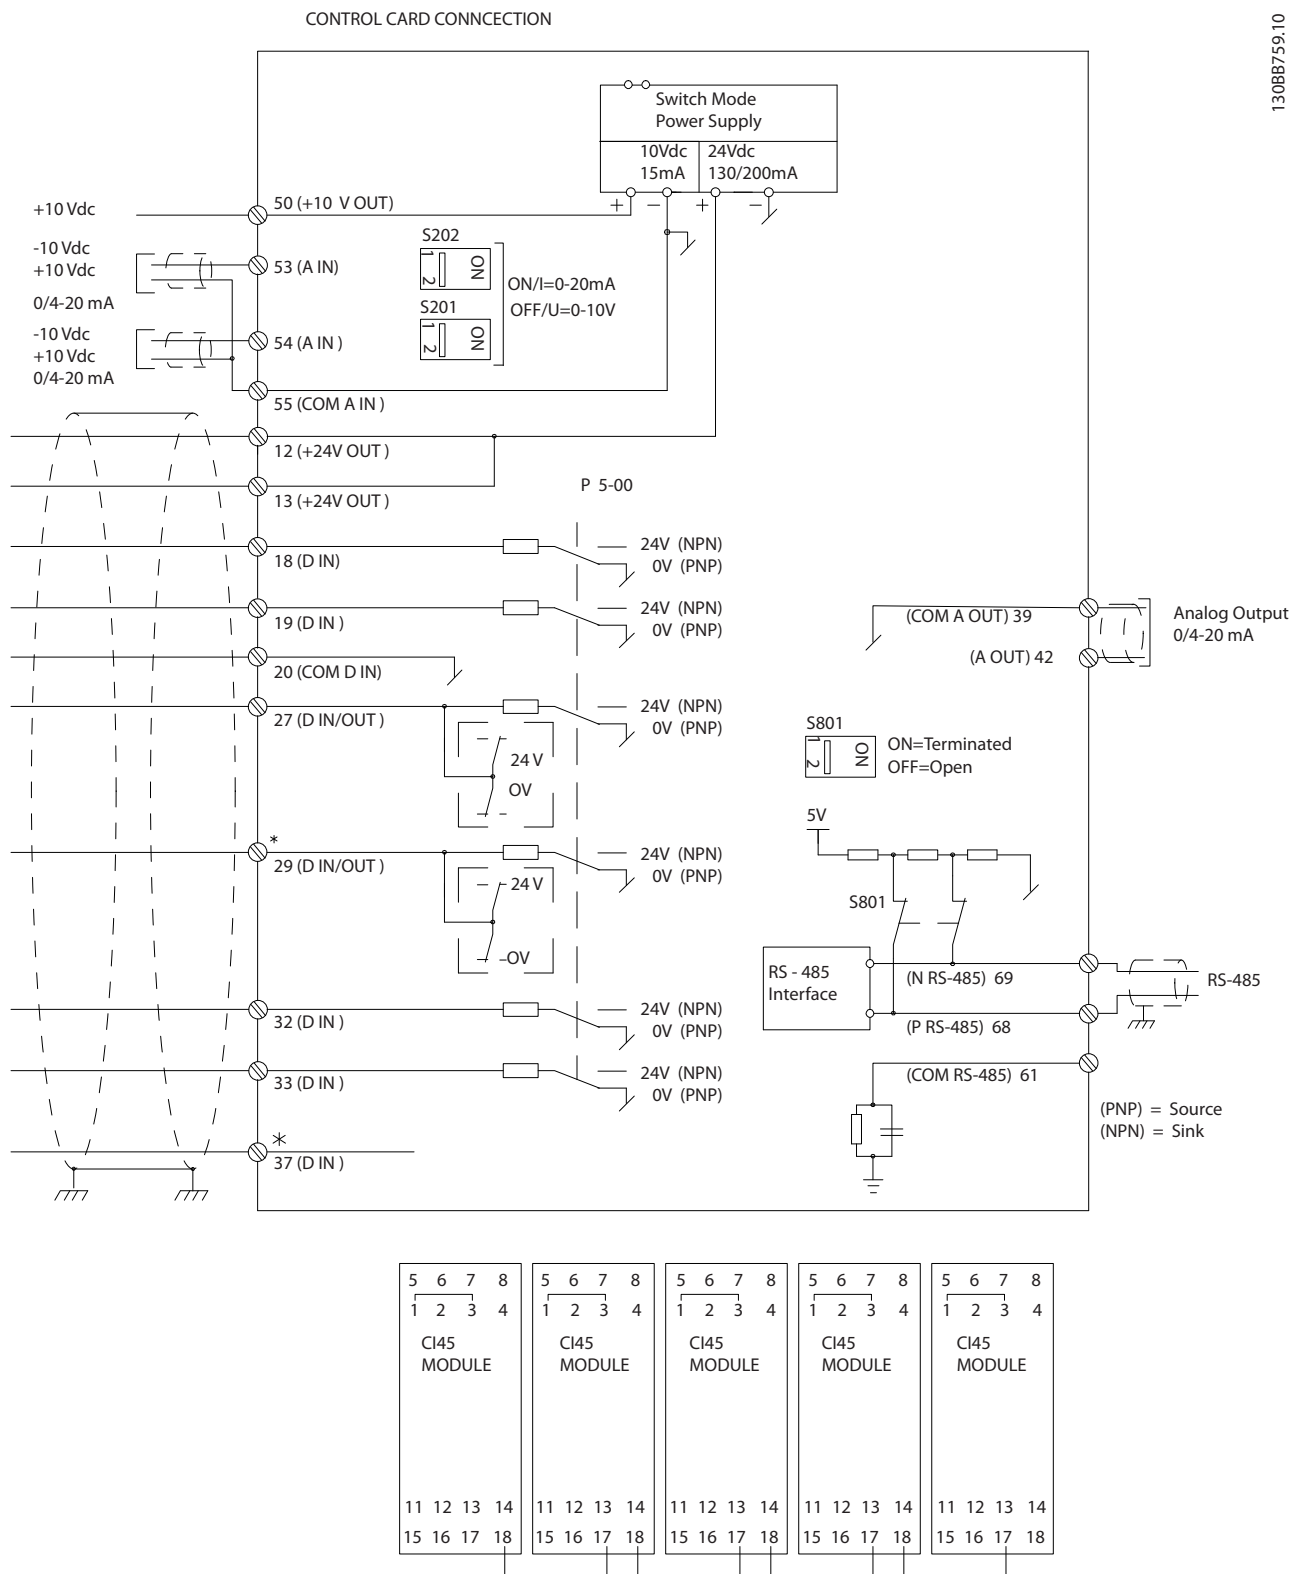 CONTROL CARD CONNCECTION
130BB759.10
Switch Mode
Power Supply
10Vdc
15mA
24Vdc
130/200mA
+ − + −
+10 Vdc
50 (+10 V OUT)
-10 Vdc
+10 Vdc
0/4-20 mA
53 (A IN)
S202
1
2
ON
ON/I=0-20mA
OFF/U=0-10V
S201
1
2
ON
-10 Vdc
+10 Vdc
0/4-20 mA
54 (A IN )
55 (COM A IN )
12 (+24V OUT )
13 (+24V OUT )
P 5-00
18 (D IN)
24V (NPN)
0V (PNP)
19 (D IN )
24V (NPN)
0V (PNP)
20 (COM D IN)
27 (D IN/OUT )
24V (NPN)
0V (PNP)
24 V
OV
*
29 (D IN/OUT )
24V (NPN)
0V (PNP)
24 V
OV
32 (D IN )
24V (NPN)
0V (PNP)
33 (D IN )
24V (NPN)
0V (PNP)
*
37 (D IN )
(COM A OUT) 39
(A OUT) 42
Analog Output
0/4-20 mA
S801
1
2
ON
ON=Terminated
OFF=Open
5V
S801
RS - 485
Interface
(N RS-485) 69
(P RS-485) 68
RS-485
(COM RS-485) 61
(PNP) = Source
(NPN) = Sink
5 6 7 8
1 2 3 4
CI45
MODULE
11 12 13 14
15 16 17 18
5 6 7 8
1 2 3 4
CI45
MODULE
11 12 13 14
15 16 17 18
5 6 7 8
1 2 3 4
CI45
MODULE
11 12 13 14
15 16 17 18
5 6 7 8
1 2 3 4
CI45
MODULE
11 12 13 14
15 16 17 18
5 6 7 8
1 2 3 4
CI45
MODULE
11 12 13 14
15 16 17 18